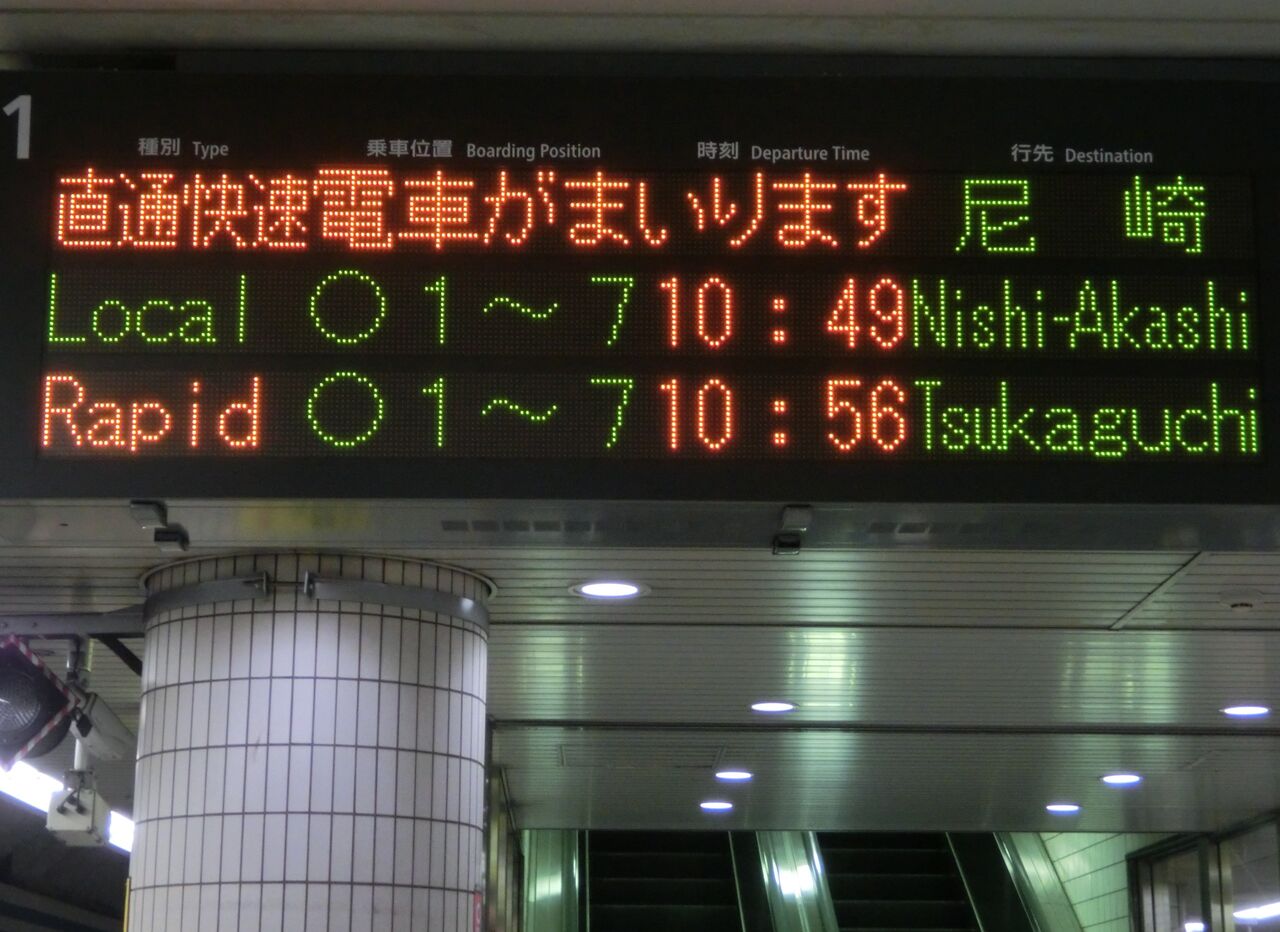 1
種別 Type 乗車位置 Boarding Position 時刻 Departure Time 行先 Destination
直通快速電車がまいります 尼 崎
Local ○ 1～ 7 10:49 Nishi-Akashi
Rapid ○ 1～ 7 10:56 Tsukaguchi